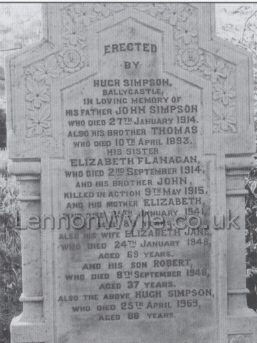 ERECTED
BY
HUGH SIMPSON,
BALLYCASTLE,
IN LOVING MEMORY OF
HIS FATHER JOHN SIMPSON
WHO DIED 27TH JANUARY 1914.
ALSO HIS BROTHER THOMAS
WHO DIED 10TH APRIL 1893.
HIS SISTER
ELIZABETH FLANAGAN,
WHO DIED 2ND SEPTEMBER 1914.
AND HIS BROTHER JOHN,
KILLED IN ACTION 9TH MAY 1915,
AND HIS MOTHER ELIZABETH,
JANUARY 1941.
LennonWylie.co.uk
ALSO HIS WIFE ELIZABETH JANE
WHO DIED 24TH JANUARY 1948,
AGED 69 YEARS.
AND HIS SON ROBERT,
WHO DIED 8TH SEPTEMBER 1948,
AGED 37 YEARS.
ALSO THE ABOVE HUGH SIMPSON,
WHO DIED 25TH APRIL 1969,
AGED 88 YEARS.